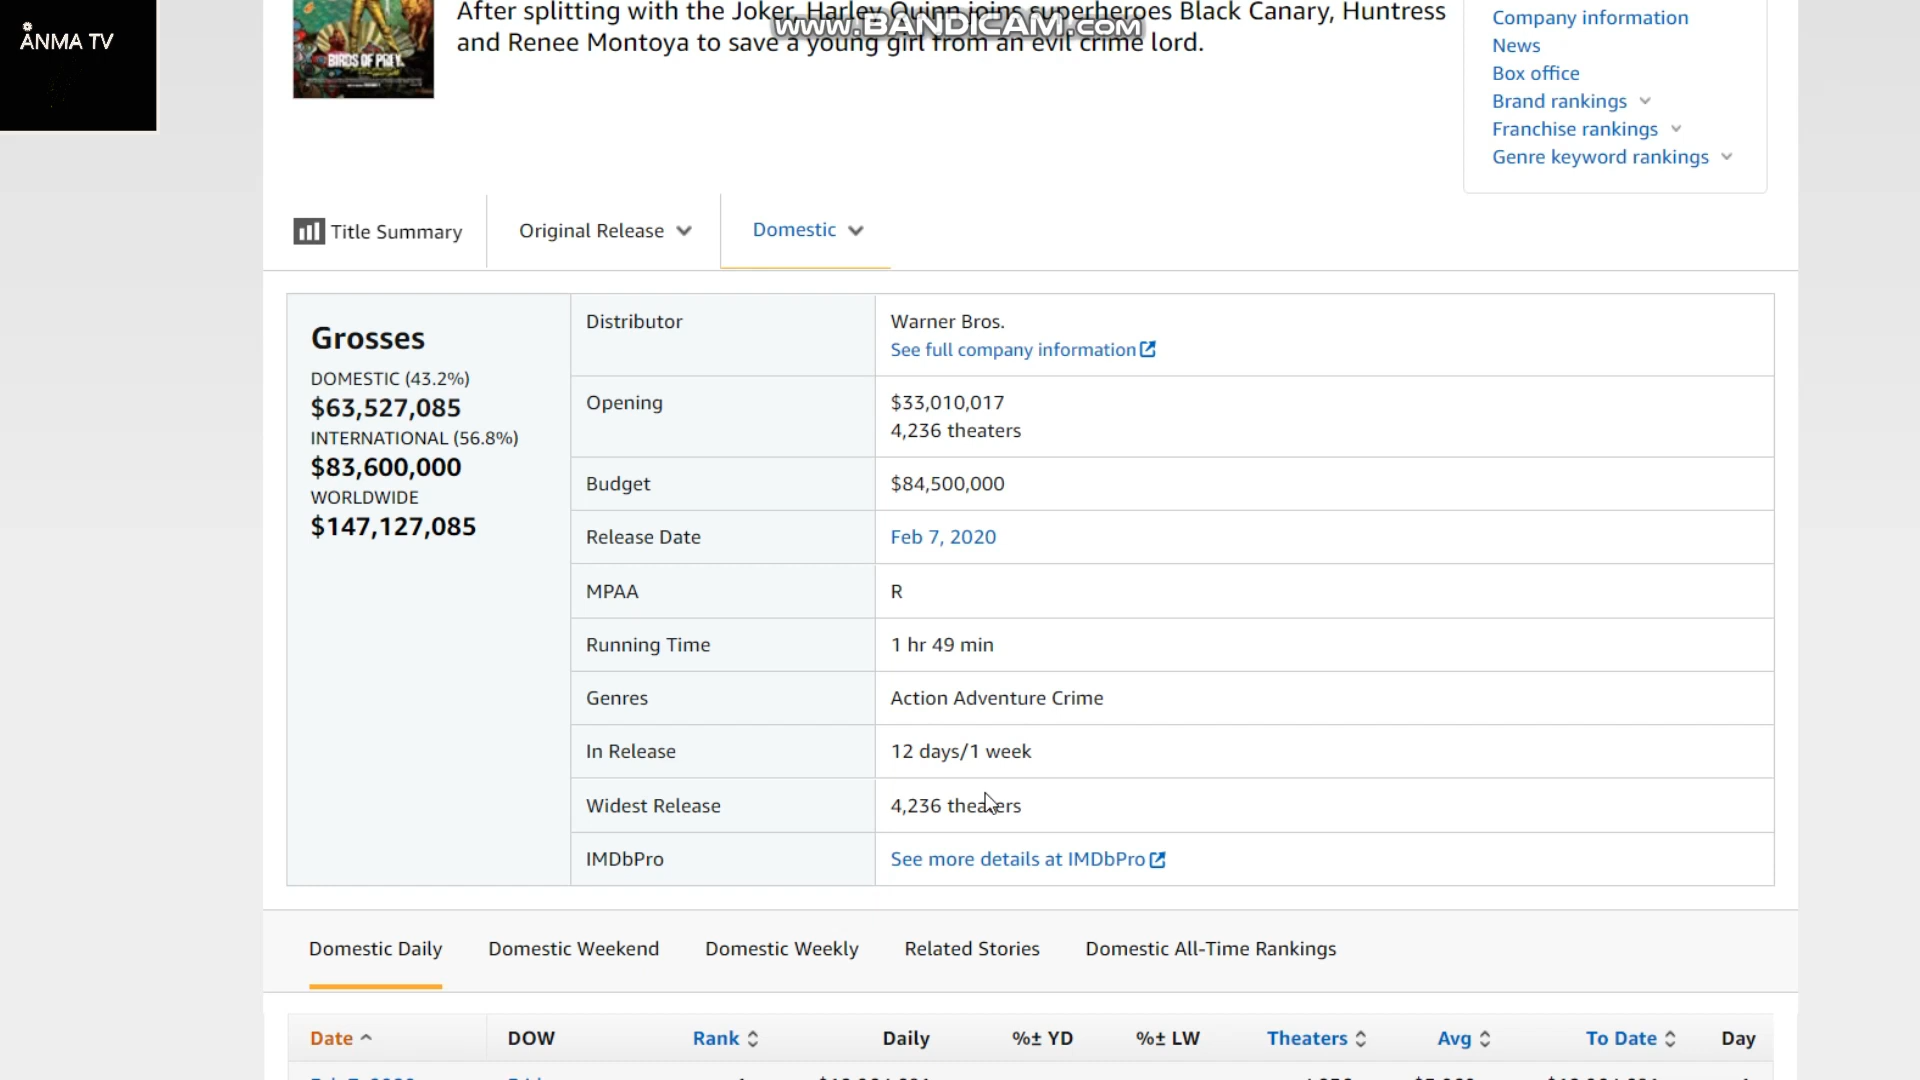 ANMA TV
BIRDS OF PREY
After splitting with the Joker, Harley Quinn joins superheroes Black Canary, Huntress
and Renee Montoya to save a young girl from an evil crime lord.
www.BANDICAM.com
Company information
News
Box office
Brand rankings
Franchise rankings
Genre keyword rankings
Title Summary
Original Release
Domestic
Grosses
DOMESTIC (43.2%)
$63,527,085
INTERNATIONAL (56.8%)
$83,600,000
WORLDWIDE
$147,127,085
Distributor
Warner Bros.
See full company information
Opening
$33,010,017
4,236 theaters
Budget
$84,500,000
Release Date
Feb 7, 2020
MPAA
R
Running Time
1 hr 49 min
Genres
Action Adventure Crime
In Release
12 days/1 week
Widest Release
4,236 theaters
IMDbPro
See more details at IMDbPro
Domestic Daily Domestic Weekend Domestic Weekly Related Stories Domestic All-Time Rankings
Date DOW Rank Daily %± YD %± LW Theaters Avg To Date Day